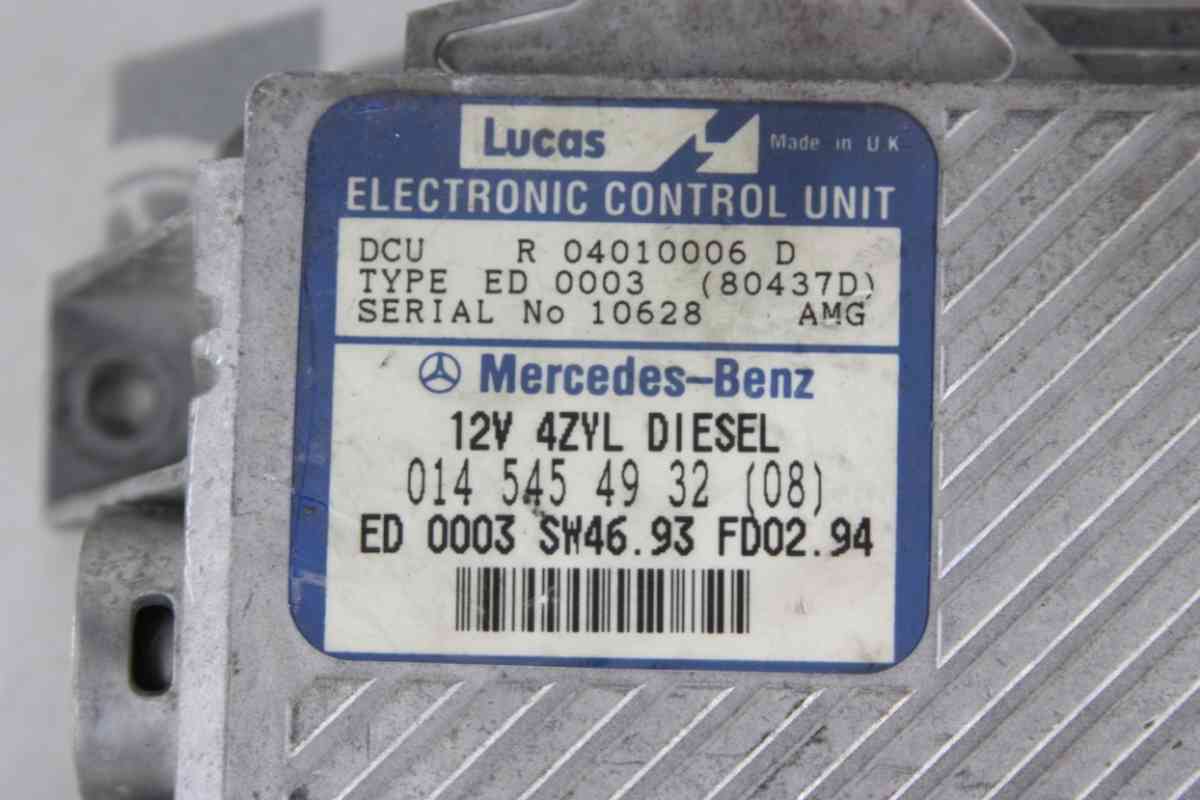 Lucas Made in U K
ELECTRONIC CONTROL UNIT
DCU R 04010006 D
TYPE ED 0003 (80437D)
SERIAL No 10628 AMG
Mercedes-Benz
12V 4ZYL DIESEL
014 545 49 32 (08)
ED 0003 SW46.93 FD02.94